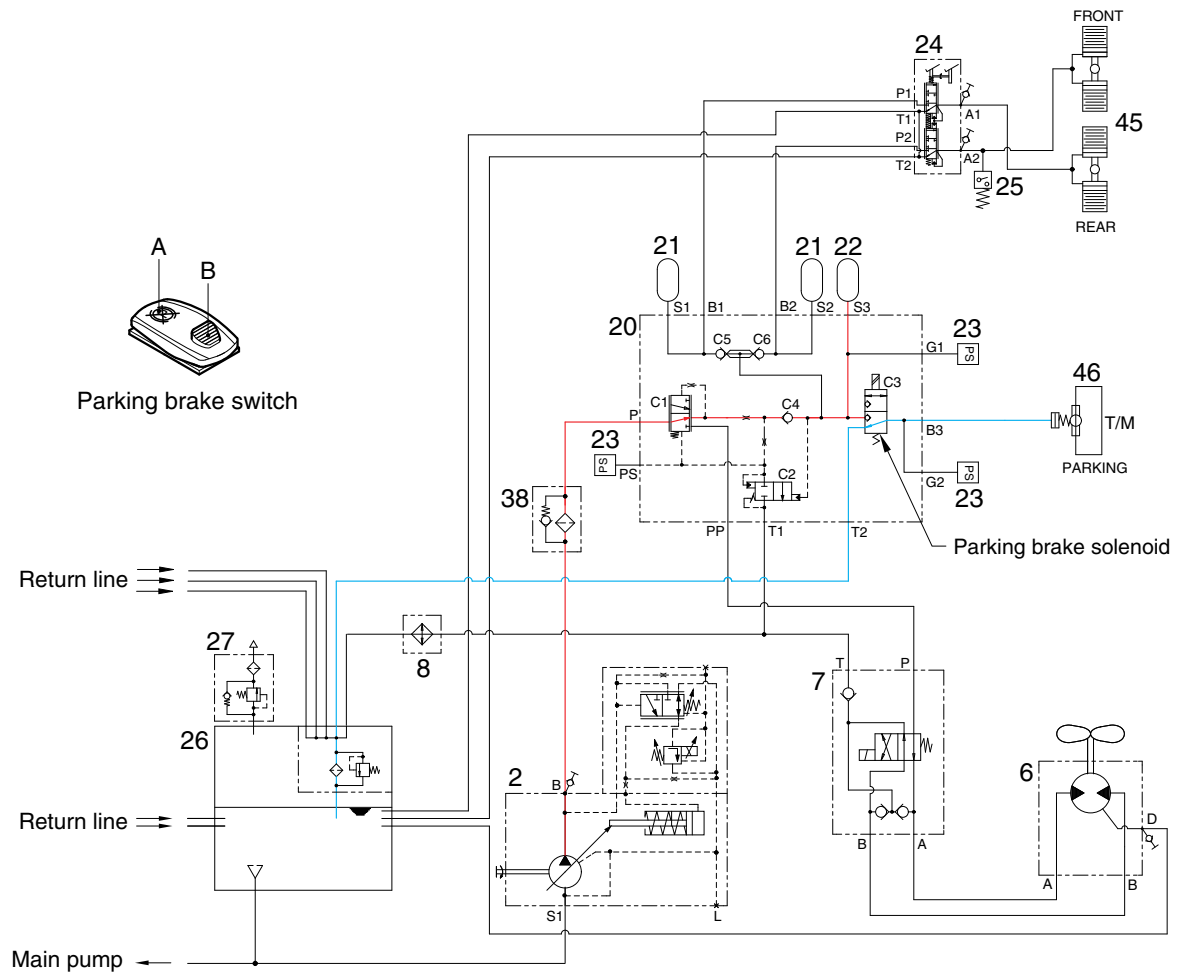 FRONT
24
P1
A1
T1
45
P2
A2
T2
25
REAR
A
B
Parking brake switch
21
21
22
S1
B1
B2
S2
S3
20
C5
C6
23
G1
PS
C3
46
C1
P
C4
B3
T/M
23
PS
PS
PARKING
C2
G2
PS
23
38
PP
T1
T2
Parking brake solenoid
Return line
27
8
T
P
7
26
2
B
6
Return line
D
B
A
A
B
S1
L
Main pump